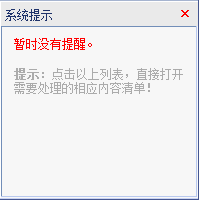 系统提示
暂时没有提醒。
提示：点击以上列表，直接打开
需要处理的相应内容清单！